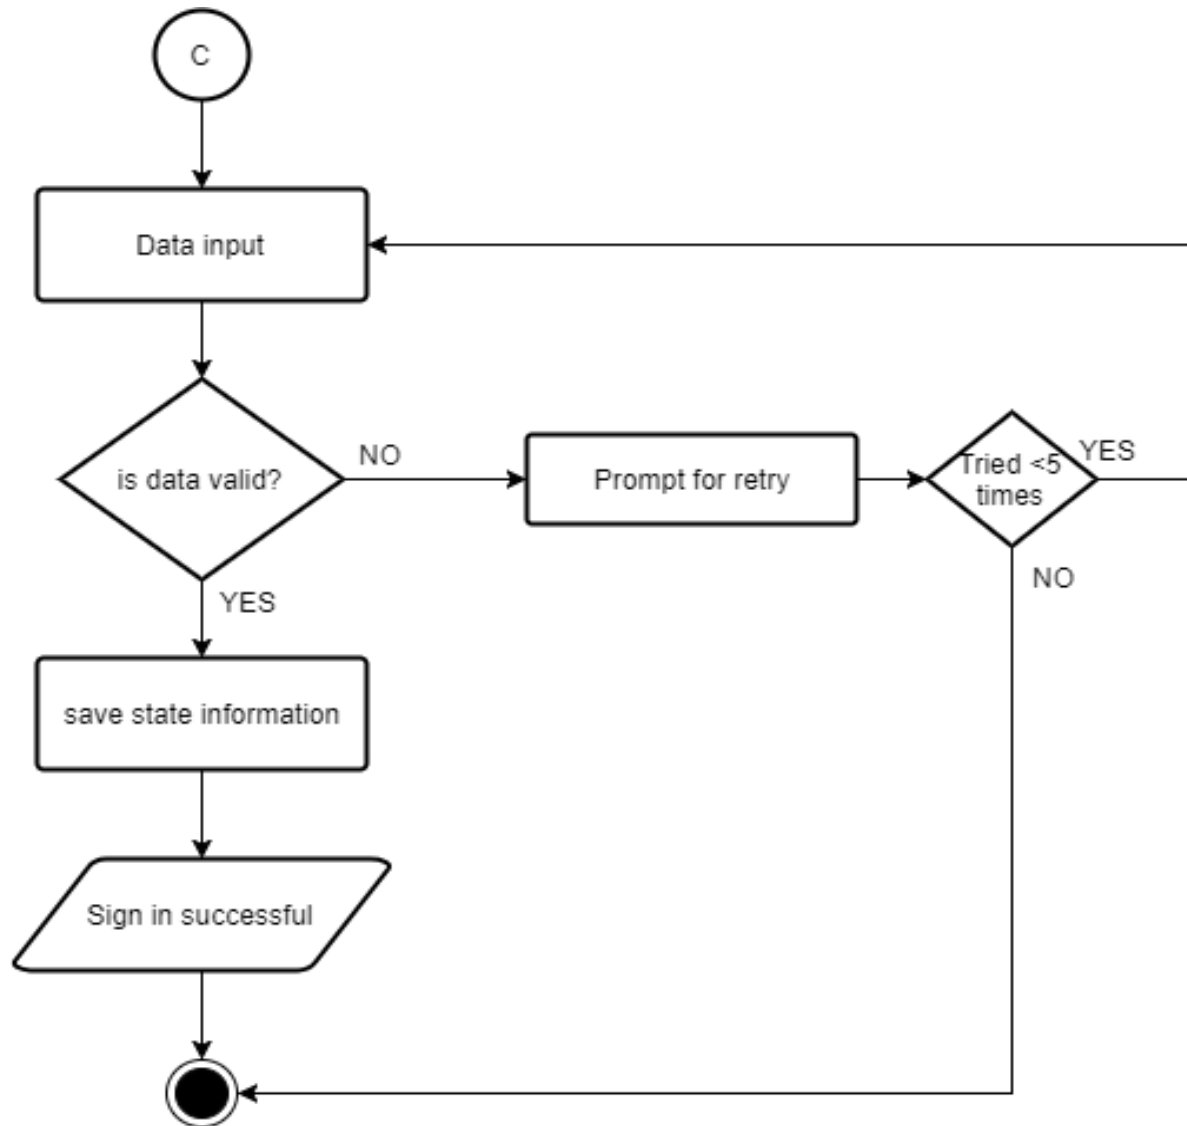 C
Data input
is data valid?
NO
Prompt for retry
Tried <5
times
YES
NO
YES
save state information
Sign in successful